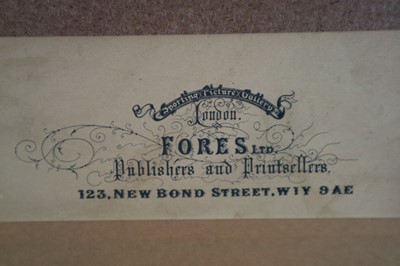 Sporting Picture Gallery
London.
FORES LTD.
Publishers and Printsellers.
123, NEW BOND STREET, W1Y 9AE